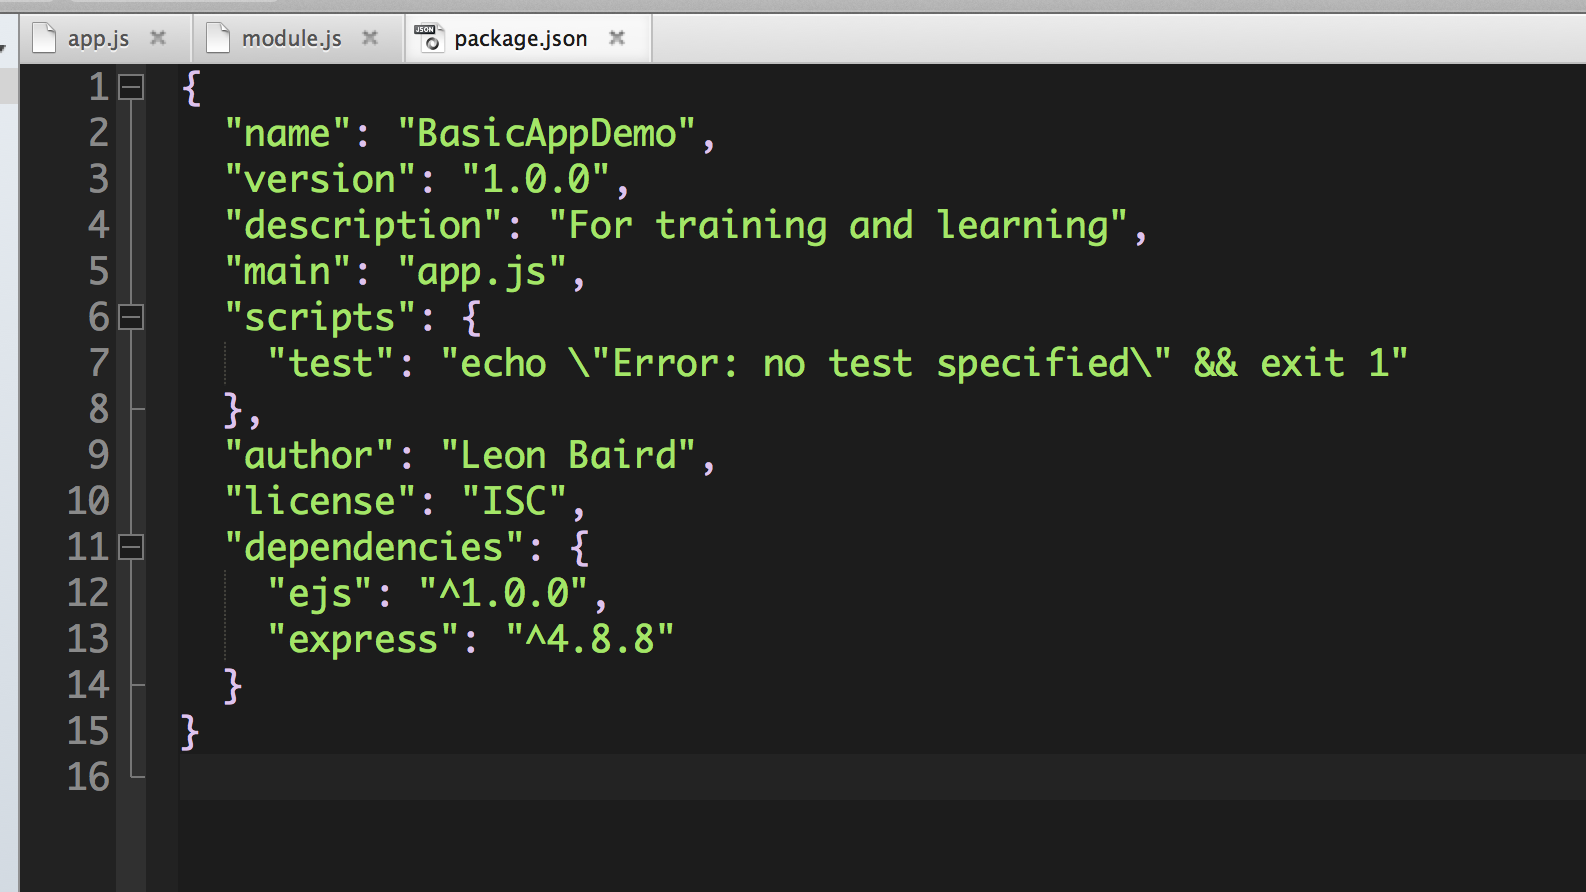 app.js
module.js
JSON
package.json
1 {
2 "name": "BasicAppDemo",
3 "version": "1.0.0",
4 "description": "For training and learning",
5 "main": "app.js",
6 "scripts": {
7 "test": "echo \"Error: no test specified\" && exit 1"
8 },
9 "author": "Leon Baird",
10 "license": "ISC",
11 "dependencies": {
12 "ejs": "^1.0.0",
13 "express": "^4.8.8"
14 }
15 }
16